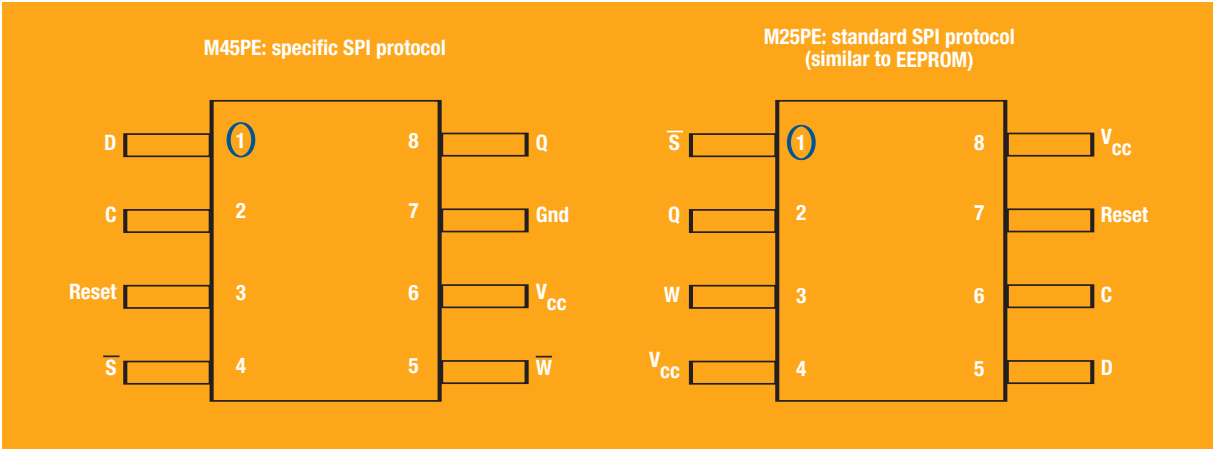 M45PE: specific SPI protocol
D 1 8 Q
C 2 7 Gnd
Reset 3 6 VCC
S̅ 4 5 W̅
M25PE: standard SPI protocol
(similar to EEPROM)
S̅ 1 8 VCC
Q 2 7 Reset
W 3 6 C
VCC 4 5 D